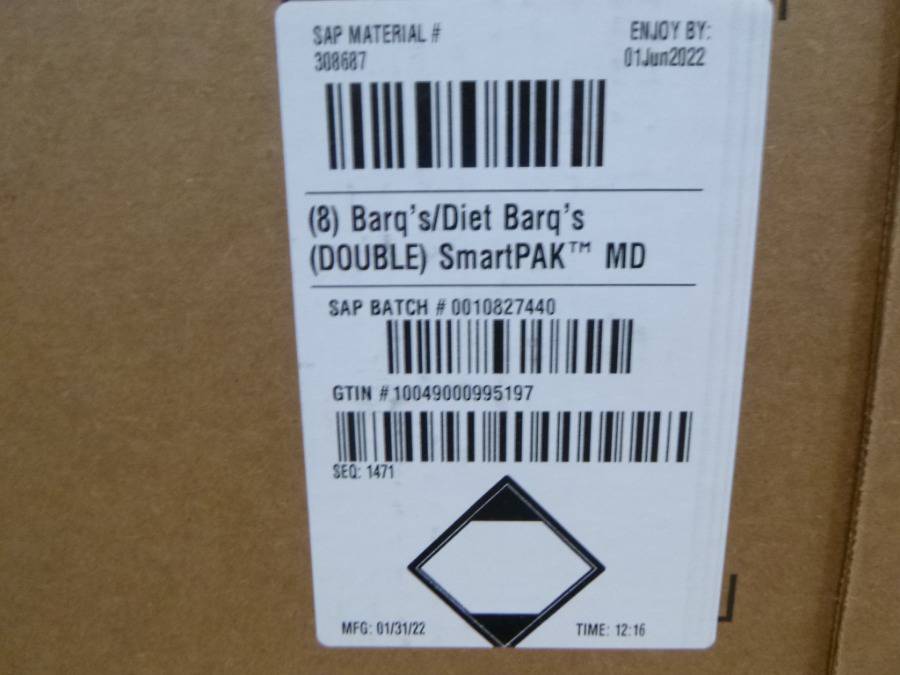 SAP MATERIAL #
308687
ENJOY BY:
01Jun2022
(8) Barq's/Diet Barq's
(DOUBLE) SmartPAK™ MD
SAP BATCH # 0010827440
GTIN # 10049000995197
SEQ: 1471
MFG: 01/31/22
TIME: 12:16